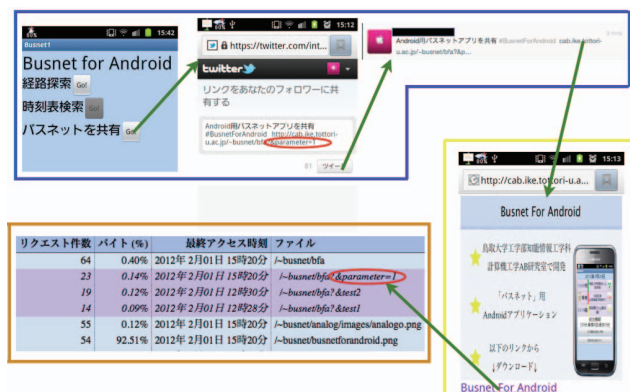 15:42
Busnet1
Busnet for Android
経路探索 Go!
時刻表検索 Go!
バスネットを共有 Go!
15:12
https://twitter.com/int...
twitter
リンクをあなたのフォロワーに共
有する
Android用バスネットアプリを共有
#BusnetForAndroid http://cab.ike.tottori-
u.ac.jp/~busnet/bfa?&parameter=1
81 ツイート
Android用バスネットアプリを共有 #BusnetForAndroid cab.ike.tottori-
u.ac.jp/~busnet/bfa?&p...
15:13
http://cab.ike.tottori-u.a...
Busnet For Android
鳥取大学工学部知能情報工学科
計算機工学AB研究室で開発
「バスネット」用
Androidアプリケーション
以下のリンクから
↓ダウンロード↓
Busnet For Android
リクエスト件数 バイト (%) 最終アクセス時刻 ファイル
64 0.40% 2012年 2月01日 15時20分 /~busnet/bfa
23 0.14% 2012年 2月01日 15時20分 /~busnet/bfa?&parameter=1
19 0.12% 2012年 2月01日 12時30分 /~busnet/bfa?&test2
14 0.09% 2012年 2月01日 12時28分 /~busnet/bfa?&test1
55 0.12% 2012年 2月01日 15時20分 /~busnet/analog/images/analogo.png
54 92.51% 2012年 2月01日 15時20分 /~busnet/busnetforandroid.png